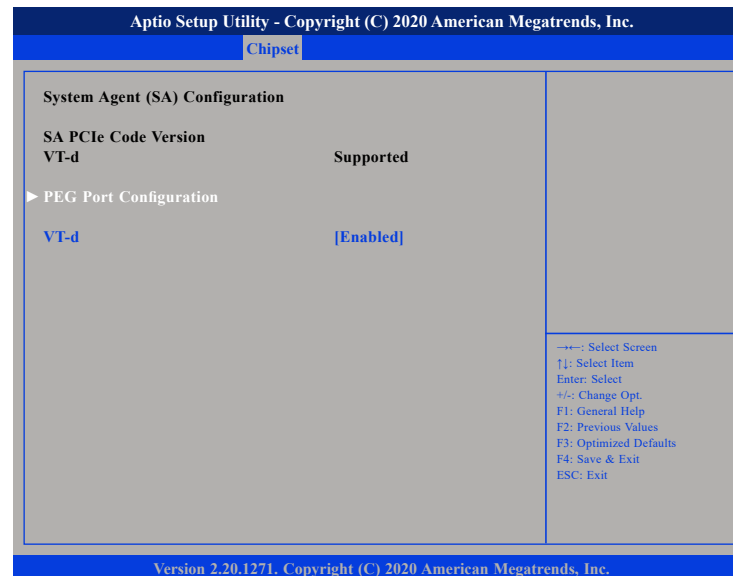 Aptio Setup Utility - Copyright (C) 2020 American Megatrends, Inc.
Chipset
System Agent (SA) Configuration
SA PCIe Code Version
VT-d Supported
► PEG Port Configuration
VT-d [Enabled]
→←: Select Screen
↑↓: Select Item
Enter: Select
+/-: Change Opt.
F1: General Help
F2: Previous Values
F3: Optimized Defaults
F4: Save & Exit
ESC: Exit
Version 2.20.1271. Copyright (C) 2020 American Megatrends, Inc.